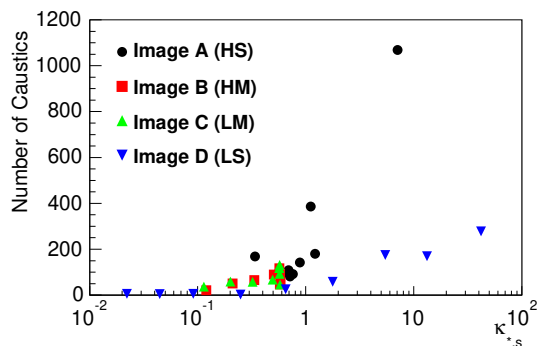 Number of Caustics
1200
1000
800
600
400
200
0
Image A (HS)
Image B (HM)
Image C (LM)
Image D (LS)
10⁻² 10⁻¹ 1 10 10²
κ*,s